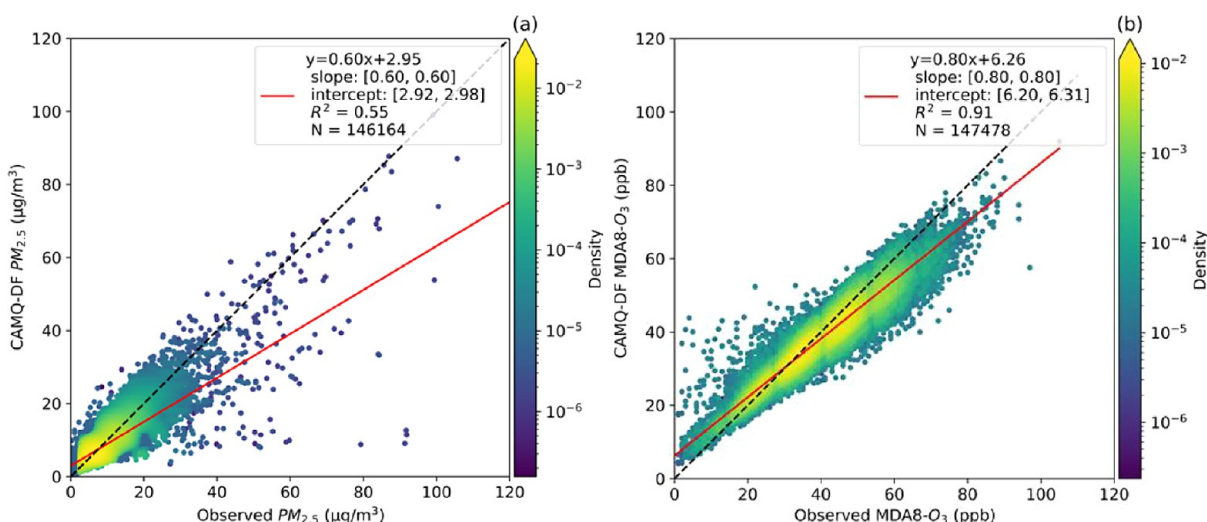 (a)
120
100
80
60
40
20
0
0 20 40 60 80 100 120
CAMQ-DF PM2.5 (μg/m³)
Observed PM2.5 (μg/m³)
y=0.60x+2.95
slope: [0.60, 0.60]
intercept: [2.92, 2.98]
R² = 0.55
N = 146164
10⁻²
10⁻³
10⁻⁴
10⁻⁵
10⁻⁶
Density
(b)
120
100
80
60
40
20
0
0 20 40 60 80 100 120
CAMQ-DF MDA8-O₃ (ppb)
Observed MDA8-O₃ (ppb)
y=0.80x+6.26
slope: [0.80, 0.80]
intercept: [6.20, 6.31]
R² = 0.91
N = 147478
10⁻²
10⁻³
10⁻⁴
10⁻⁵
10⁻⁶
Density